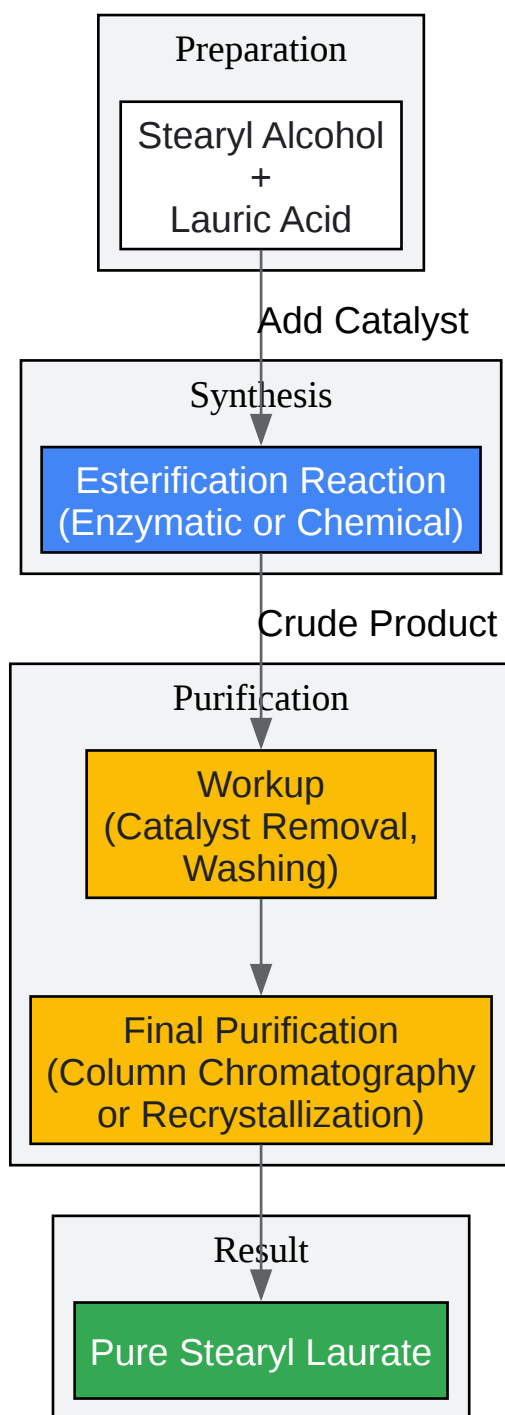 Preparation
Stearyl Alcohol
+
Lauric Acid
Add Catalyst
Synthesis
Esterification Reaction
(Enzymatic or Chemical)
Crude Product
Purification
Workup
(Catalyst Removal,
Washing)
Final Purification
(Column Chromatography
or Recrystallization)
Result
Pure Stearyl Laurate